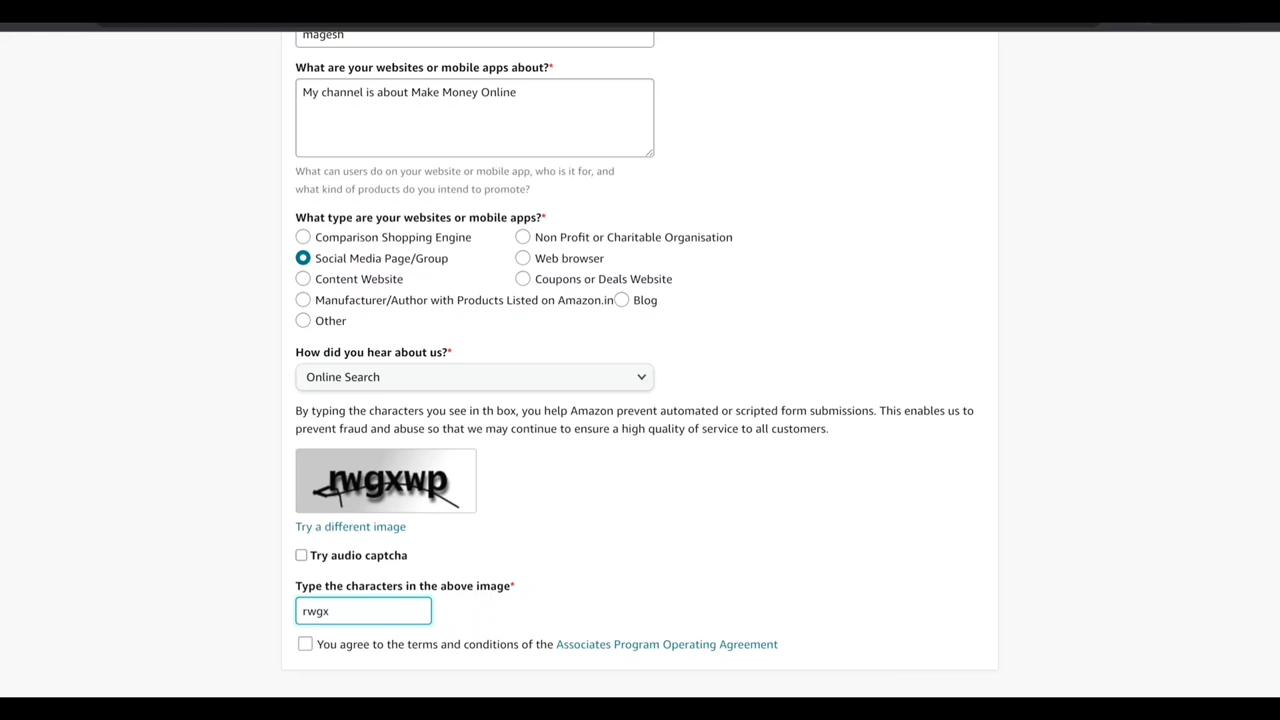 magesh
What are your websites or mobile apps about?*
My channel is about Make Money Online
What can users do on your website or mobile app, who is it for, and
what kind of products do you intend to promote?
What type are your websites or mobile apps?*
Comparison Shopping Engine Non Profit or Charitable Organisation
Social Media Page/Group Web browser
Content Website Coupons or Deals Website
Manufacturer/Author with Products Listed on Amazon.in Blog
Other
How did you hear about us?*
Online Search
By typing the characters you see in th box, you help Amazon prevent automated or scripted form submissions. This enables us to
prevent fraud and abuse so that we may continue to ensure a high quality of service to all customers.
rwgxwp
Try a different image
Try audio captcha
Type the characters in the above image*
rwgx
You agree to the terms and conditions of the Associates Program Operating Agreement